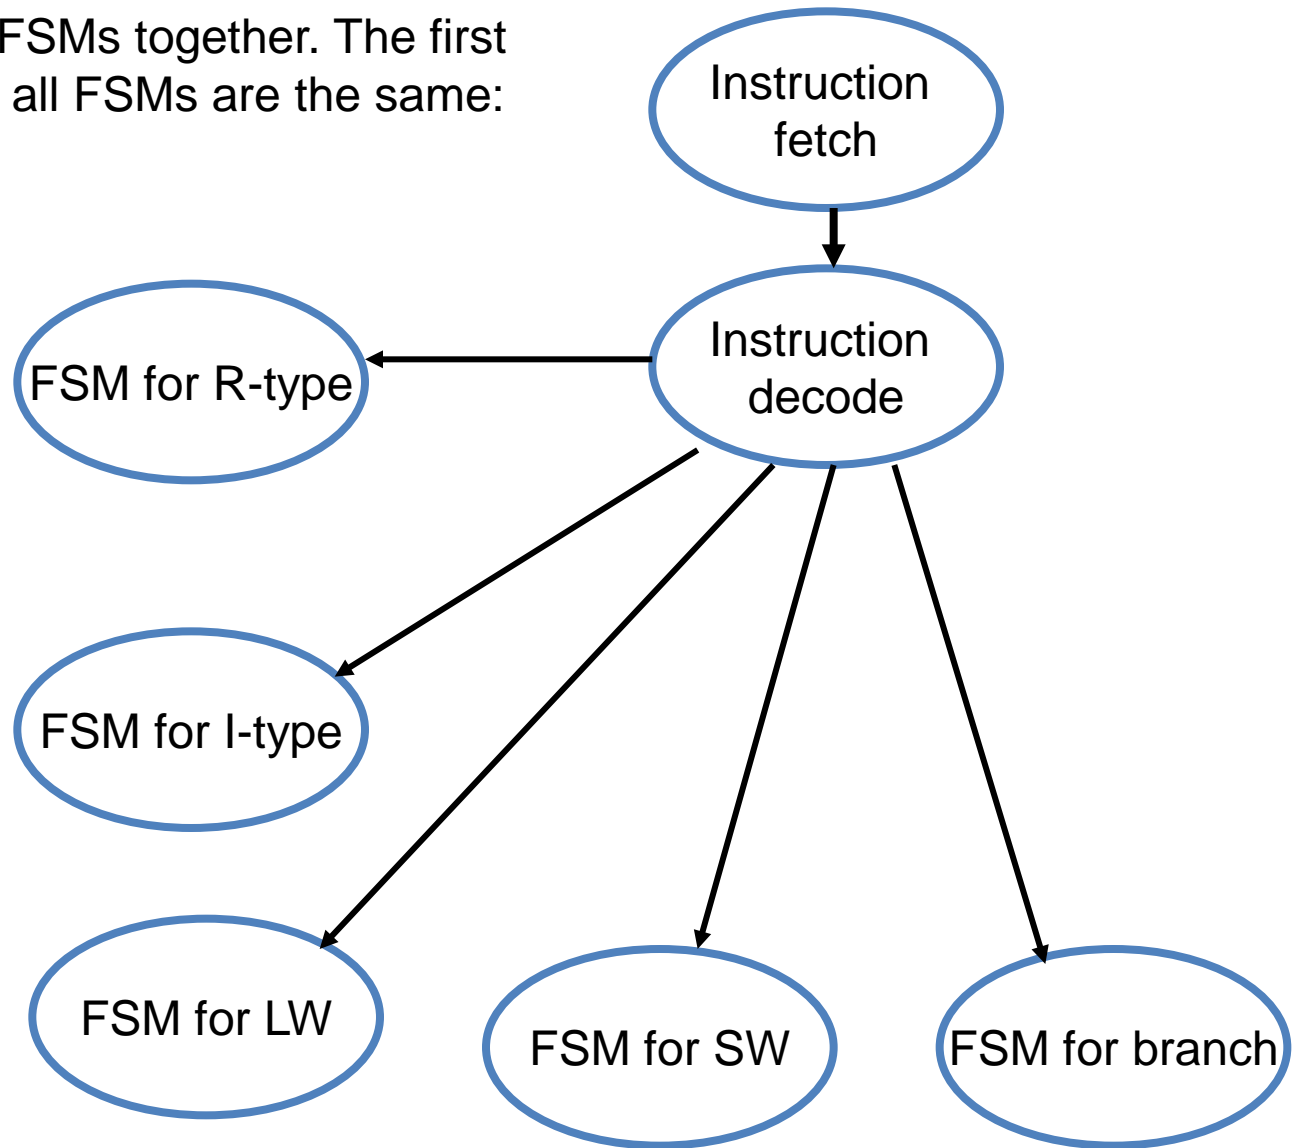 FSMs together. The first
all FSMs are the same:
Instruction
fetch
Instruction
decode
FSM for R-type
FSM for I-type
FSM for LW
FSM for SW
FSM for branch